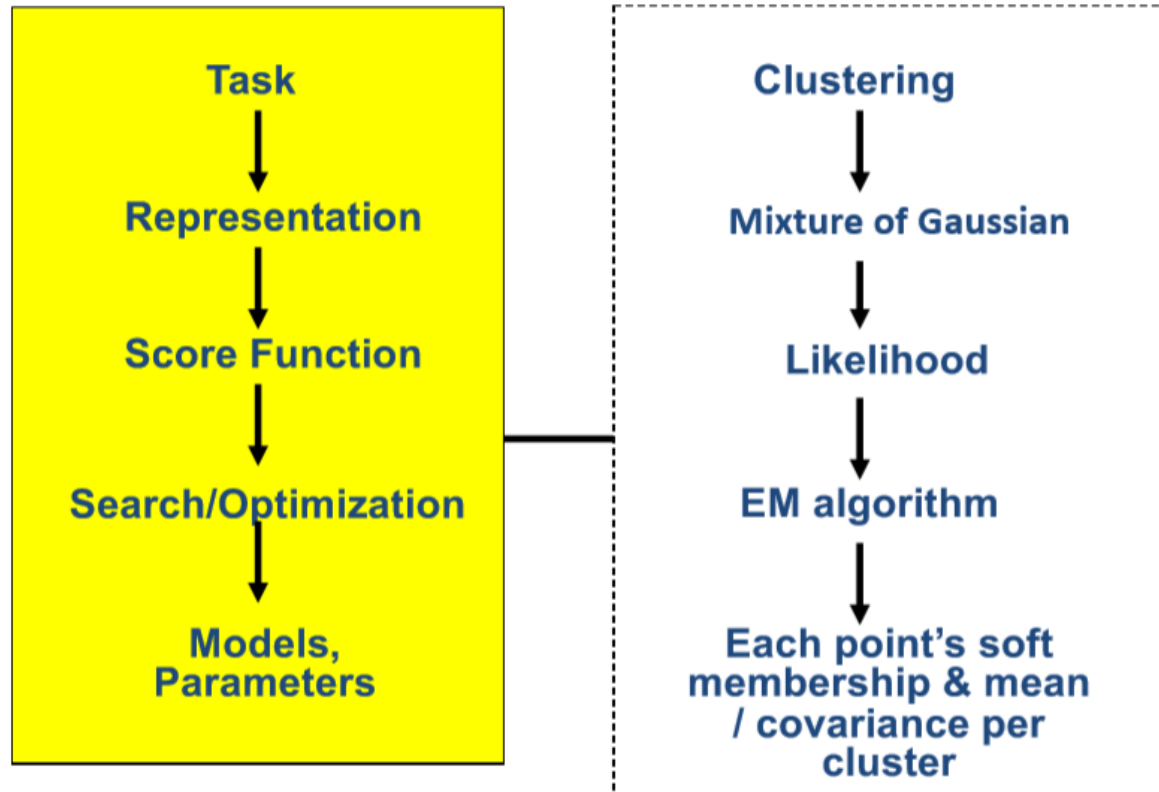 Task
Representation
Score Function
Search/Optimization
Models,
Parameters
Clustering
Mixture of Gaussian
Likelihood
EM algorithm
Each point’s soft
membership & mean
/ covariance per
cluster